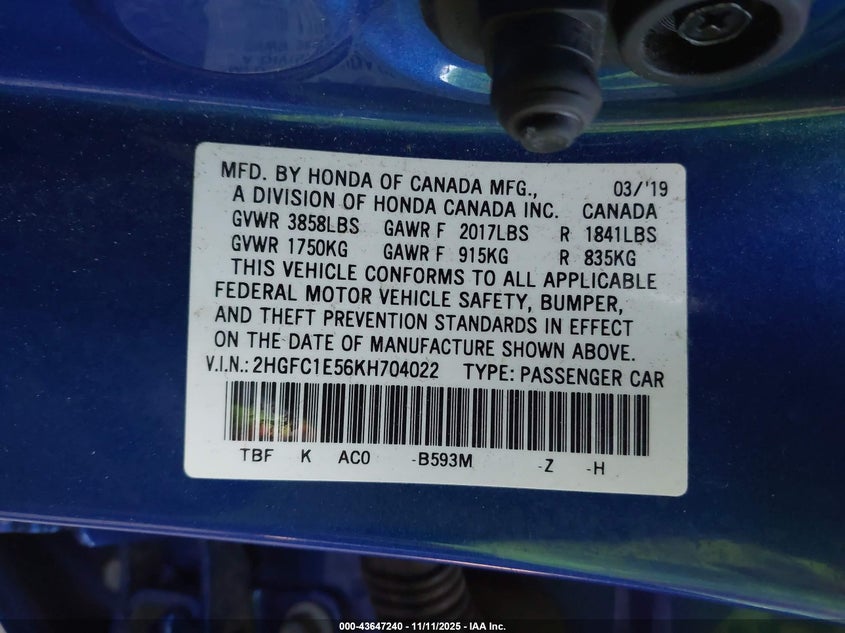 MFD. BY HONDA OF CANADA MFG., 03/'19
A DIVISION OF HONDA CANADA INC. CANADA
GVWR 3858LBS GAWR F 2017LBS R 1841LBS
GVWR 1750KG GAWR F 915KG R 835KG
THIS VEHICLE CONFORMS TO ALL APPLICABLE
FEDERAL MOTOR VEHICLE SAFETY, BUMPER,
AND THEFT PREVENTION STANDARDS IN EFFECT
ON THE DATE OF MANUFACTURE SHOWN ABOVE.
V.I.N.: 2HGFC1E56KH704022 TYPE: PASSENGER CAR
TBF K AC0 -B593M -Z -H
000-43647240 - 11/11/2025 - IAA Inc.